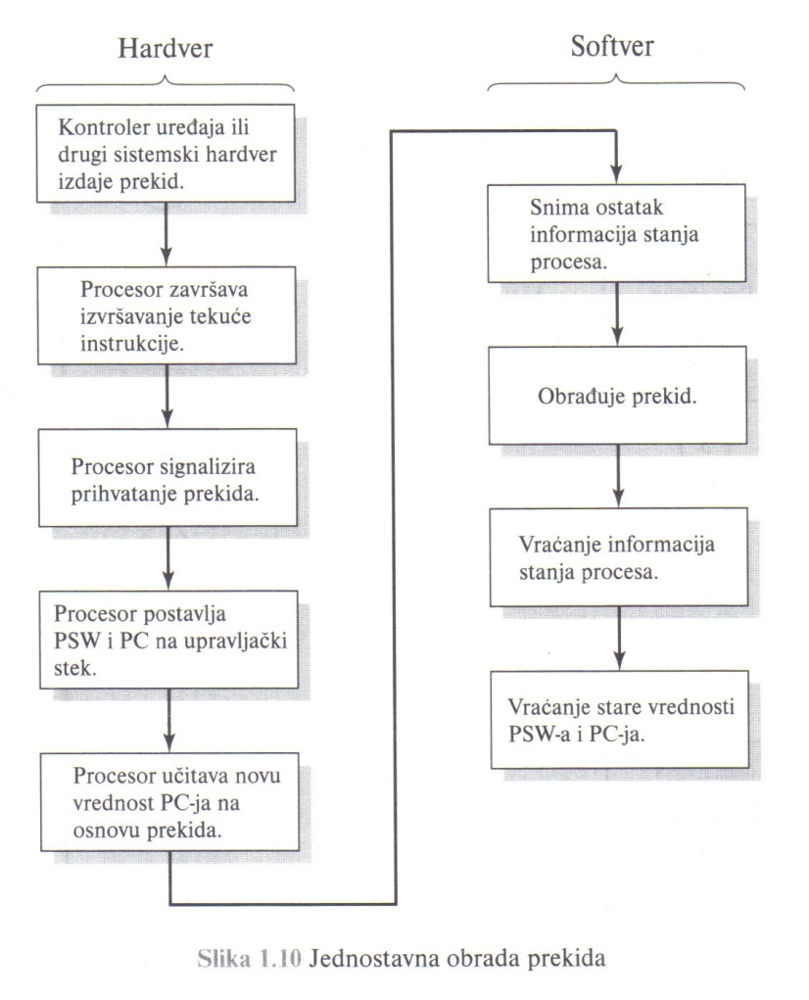 Hardver
Kontroler uređaja ili
drugi sistemski hardver
izdaje prekid.
Procesor završava
izvršavanje tekuće
instrukcije.
Procesor signalizira
prihvatanje prekida.
Procesor postavlja
PSW i PC na upravljački
stek.
Procesor učitava novu
vrednost PC-ja na
osnovu prekida.
Softver
Snima ostatak
informacija stanja
procesa.
Obrađuje prekid.
Vraćanje informacija
stanja procesa.
Vraćanje stare vrednosti
PSW-a i PC-ja.
Slika 1.10 Jednostavna obrada prekida